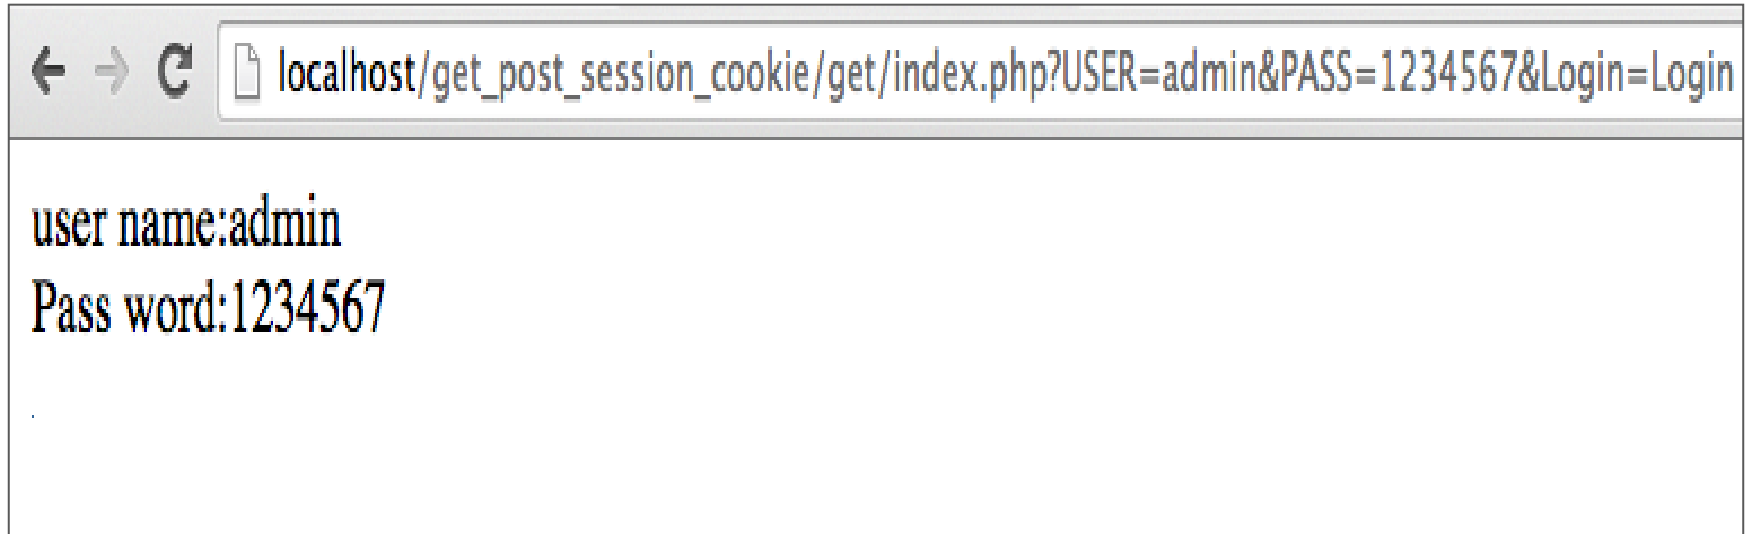 localhost/get_post_session_cookie/get/index.php?USER=admin&PASS=1234567&Login=Login
user name:admin
Pass word:1234567